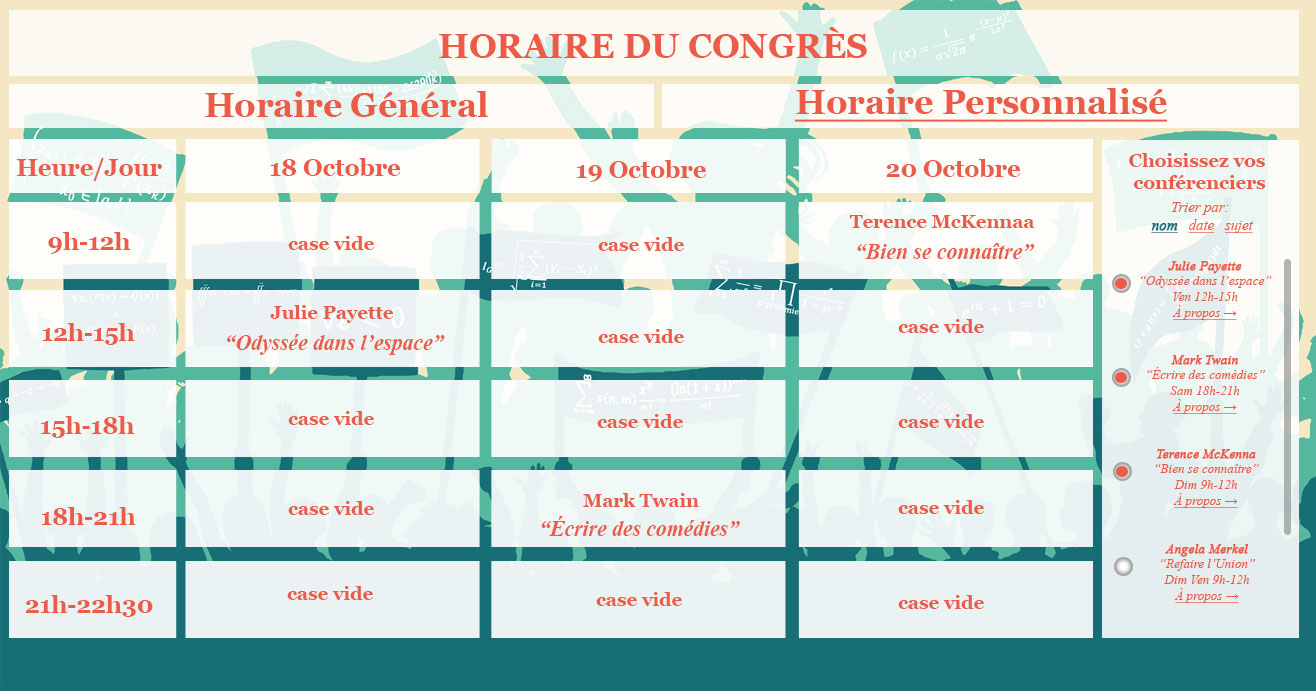 HORAIRE DU CONGRÈS
Horaire Général
Horaire Personnalisé
Heure/Jour
18 Octobre
19 Octobre
20 Octobre
9h-12h
case vide
case vide
Terence McKennaa
“Bien se connaître”
12h-15h
Julie Payette
“Odyssée dans l’espace”
case vide
case vide
15h-18h
case vide
case vide
case vide
18h-21h
case vide
Mark Twain
“Écrire des comédies”
case vide
21h-22h30
case vide
case vide
case vide
Choisissez vos
conférenciers
Trier par:
nom date sujet
Julie Payette
“Odyssée dans l’espace”
Ven 12h-15h
À propos →
Mark Twain
“Écrire des comédies”
Sam 18h-21h
À propos →
Terence McKenna
“Bien se connaître”
Dim 9h-12h
À propos →
Angela Merkel
“Refaire l’Union”
Dim Ven 9h-12h
À propos →